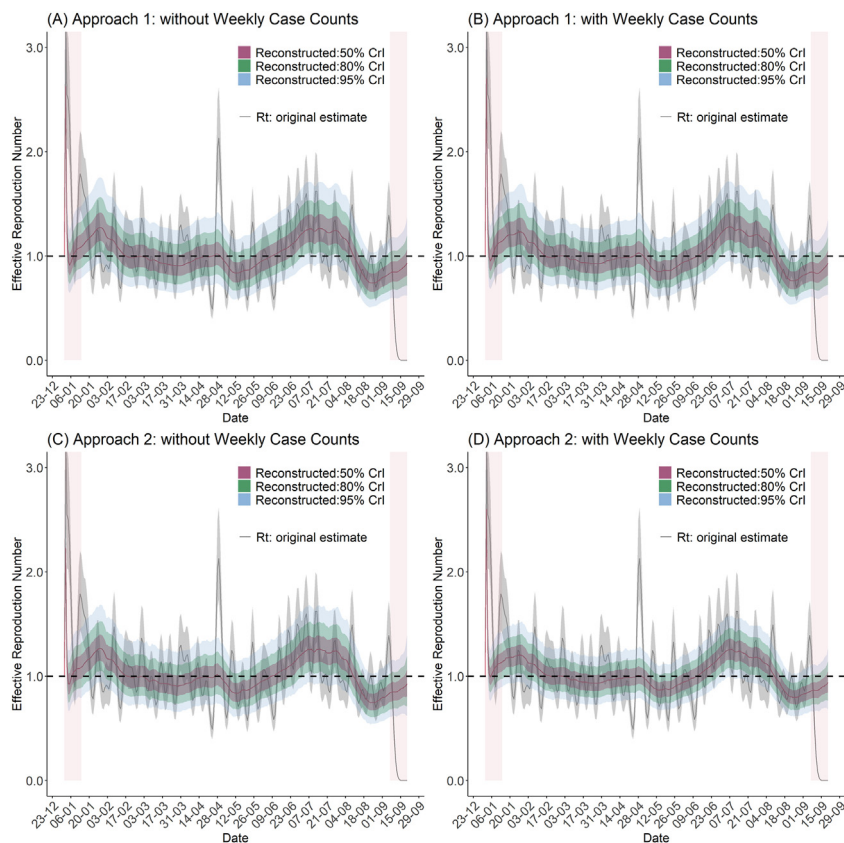 (A) Approach 1: without Weekly Case Counts
Effective Reproduction Number
3.0
2.0
1.0
0.0
Reconstructed:50% CrI
Reconstructed:80% CrI
Reconstructed:95% CrI
Rt: original estimate
23-12 06-01 20-01 03-02 17-02 03-03 17-03 31-03 14-04 28-04 12-05 26-05 09-06 23-06 07-07 21-07 04-08 18-08 01-09 15-09 29-09
Date
(B) Approach 1: with Weekly Case Counts
Effective Reproduction Number
3.0
2.0
1.0
0.0
Reconstructed:50% CrI
Reconstructed:80% CrI
Reconstructed:95% CrI
Rt: original estimate
23-12 06-01 20-01 03-02 17-02 03-03 17-03 31-03 14-04 28-04 12-05 26-05 09-06 23-06 07-07 21-07 04-08 18-08 01-09 15-09 29-09
Date
(C) Approach 2: without Weekly Case Counts
Effective Reproduction Number
3.0
2.0
1.0
0.0
Reconstructed:50% CrI
Reconstructed:80% CrI
Reconstructed:95% CrI
Rt: original estimate
23-12 06-01 20-01 03-02 17-02 03-03 17-03 31-03 14-04 28-04 12-05 26-05 09-06 23-06 07-07 21-07 04-08 18-08 01-09 15-09 29-09
Date
(D) Approach 2: with Weekly Case Counts
Effective Reproduction Number
3.0
2.0
1.0
0.0
Reconstructed:50% CrI
Reconstructed:80% CrI
Reconstructed:95% CrI
Rt: original estimate
23-12 06-01 20-01 03-02 17-02 03-03 17-03 31-03 14-04 28-04 12-05 26-05 09-06 23-06 07-07 21-07 04-08 18-08 01-09 15-09 29-09
Date